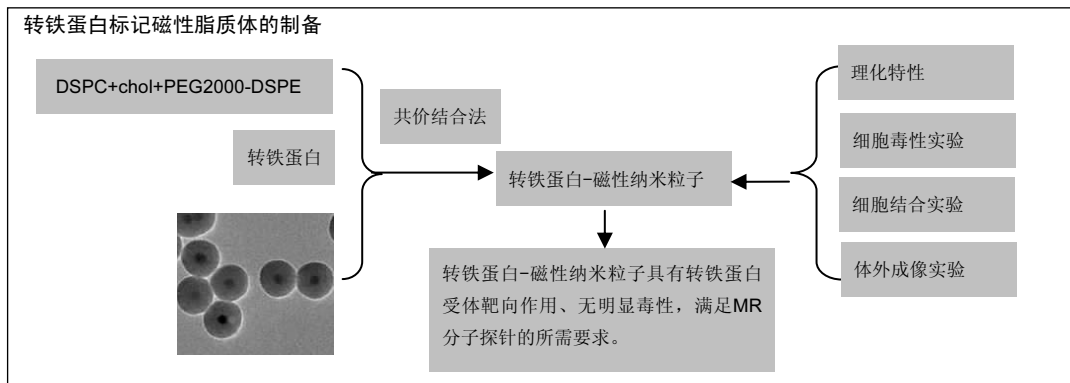 转铁蛋白标记磁性脂质体的制备
DSPC+chol+PEG2000-DSPE
转铁蛋白
共价结合法
转铁蛋白-磁性纳米粒子
转铁蛋白-磁性纳米粒子具有转铁蛋白
受体靶向作用、无明显毒性，满足MR
分子探针的所需要求。
理化特性
细胞毒性实验
细胞结合实验
体外成像实验